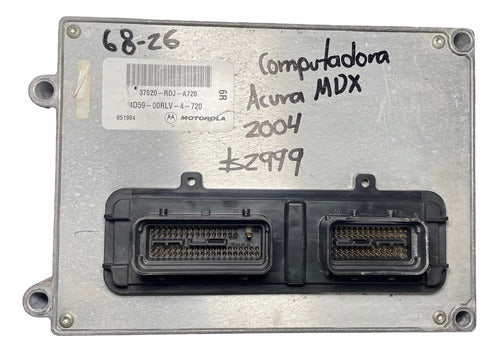 68-26
37820-RDJ-A720
4D59-00RLV-4-720
051904 MOTOROLA
6R
Computadora
Acura MDX
2004
$2999